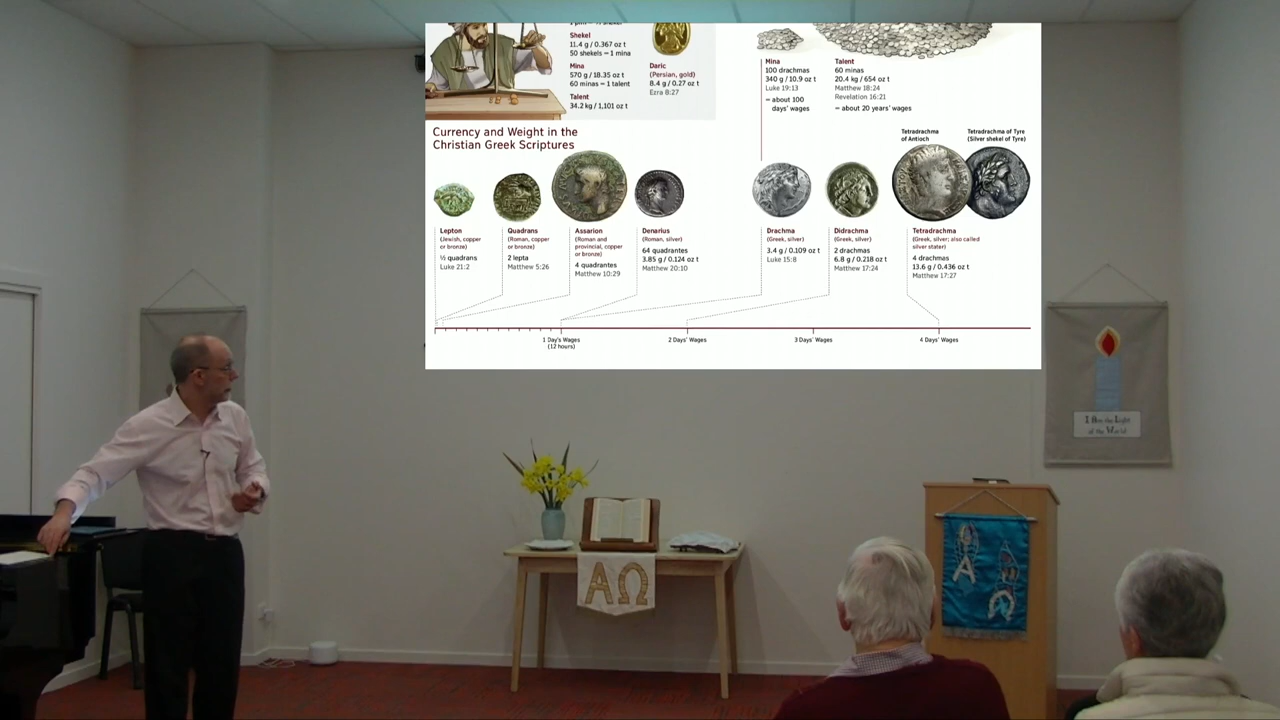 Shekel
11.4 g / 0.367 oz t
50 shekels = 1 mina
Mina
570 g / 18.35 oz t
60 minas = 1 talent
Talent
34.2 kg / 1,101 oz t
Daric
(Persian, gold)
8.4 g / 0.27 oz t
Ezra 8:27
Mina
100 drachmas
340 g / 10.9 oz t
Luke 19:13
= about 100
days' wages
Talent
60 minas
20.4 kg / 654 oz t
Matthew 18:24
Revelation 16:21
= about 20 years' wages
Currency and Weight in the
Christian Greek Scriptures
Tetradrachma
of Antioch
Tetradrachma of Tyre
(Silver shekel of Tyre)
Lepton
(Jewish, copper
or bronze)
½ quadrans
Luke 21:2
Quadrans
(Roman, copper
or bronze)
2 lepta
Matthew 5:26
Assarion
(Roman and
provincial, copper
or bronze)
4 quadrantes
Matthew 10:29
Denarius
(Roman, silver)
64 quadrantes
3.85 g / 0.124 oz t
Matthew 20:10
Drachma
(Greek, silver)
3.4 g / 0.109 oz t
Luke 15:8
Didrachma
(Greek, silver)
2 drachmas
6.8 g / 0.218 oz t
Matthew 17:24
Tetradrachma
(Greek, silver; also called
silver stater)
4 drachmas
13.6 g / 0.436 oz t
Matthew 17:27
1 Day's Wages
(12 hours)
2 Days' Wages
3 Days' Wages
4 Days' Wages
I Am the Light
of the World
ΑΩ
Α
Ω